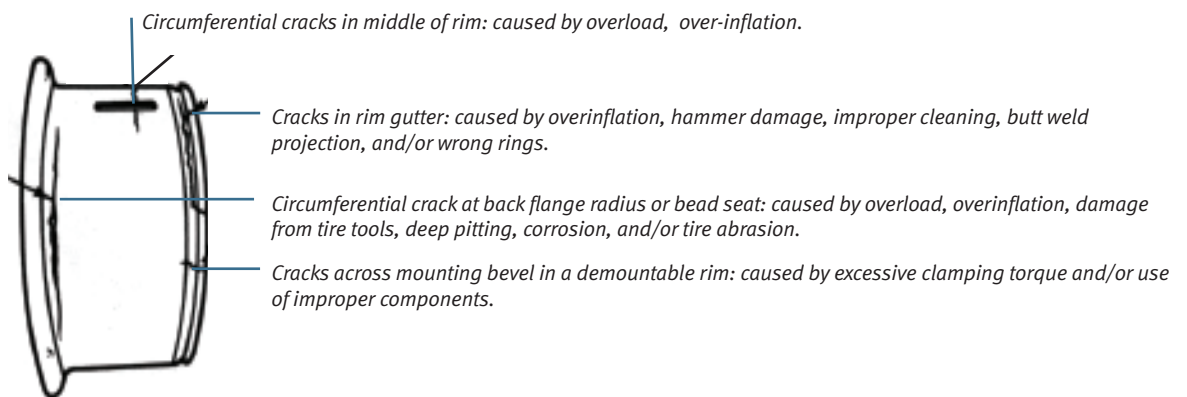 Circumferential cracks in middle of rim: caused by overload,  over-inflation.
Cracks in rim gutter: caused by overinflation, hammer damage, improper cleaning, butt weld
projection, and/or wrong rings.
Circumferential crack at back flange radius or bead seat: caused by overload, overinflation, damage
from tire tools, deep pitting, corrosion, and/or tire abrasion.
Cracks across mounting bevel in a demountable rim: caused by excessive clamping torque and/or use
of improper components.